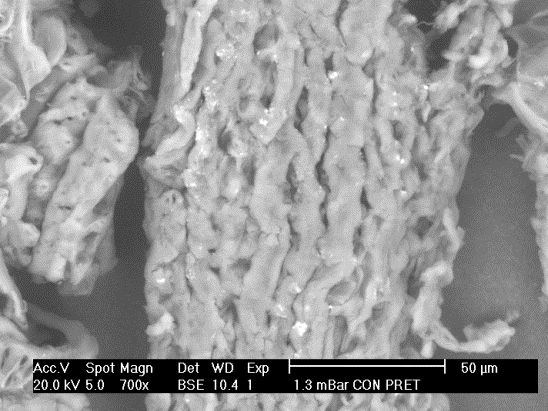 Acc.V Spot Magn Det WD Exp 50 µm
20.0 kV 5.0 700x BSE 10.4 1 1.3 mBar CON PRET